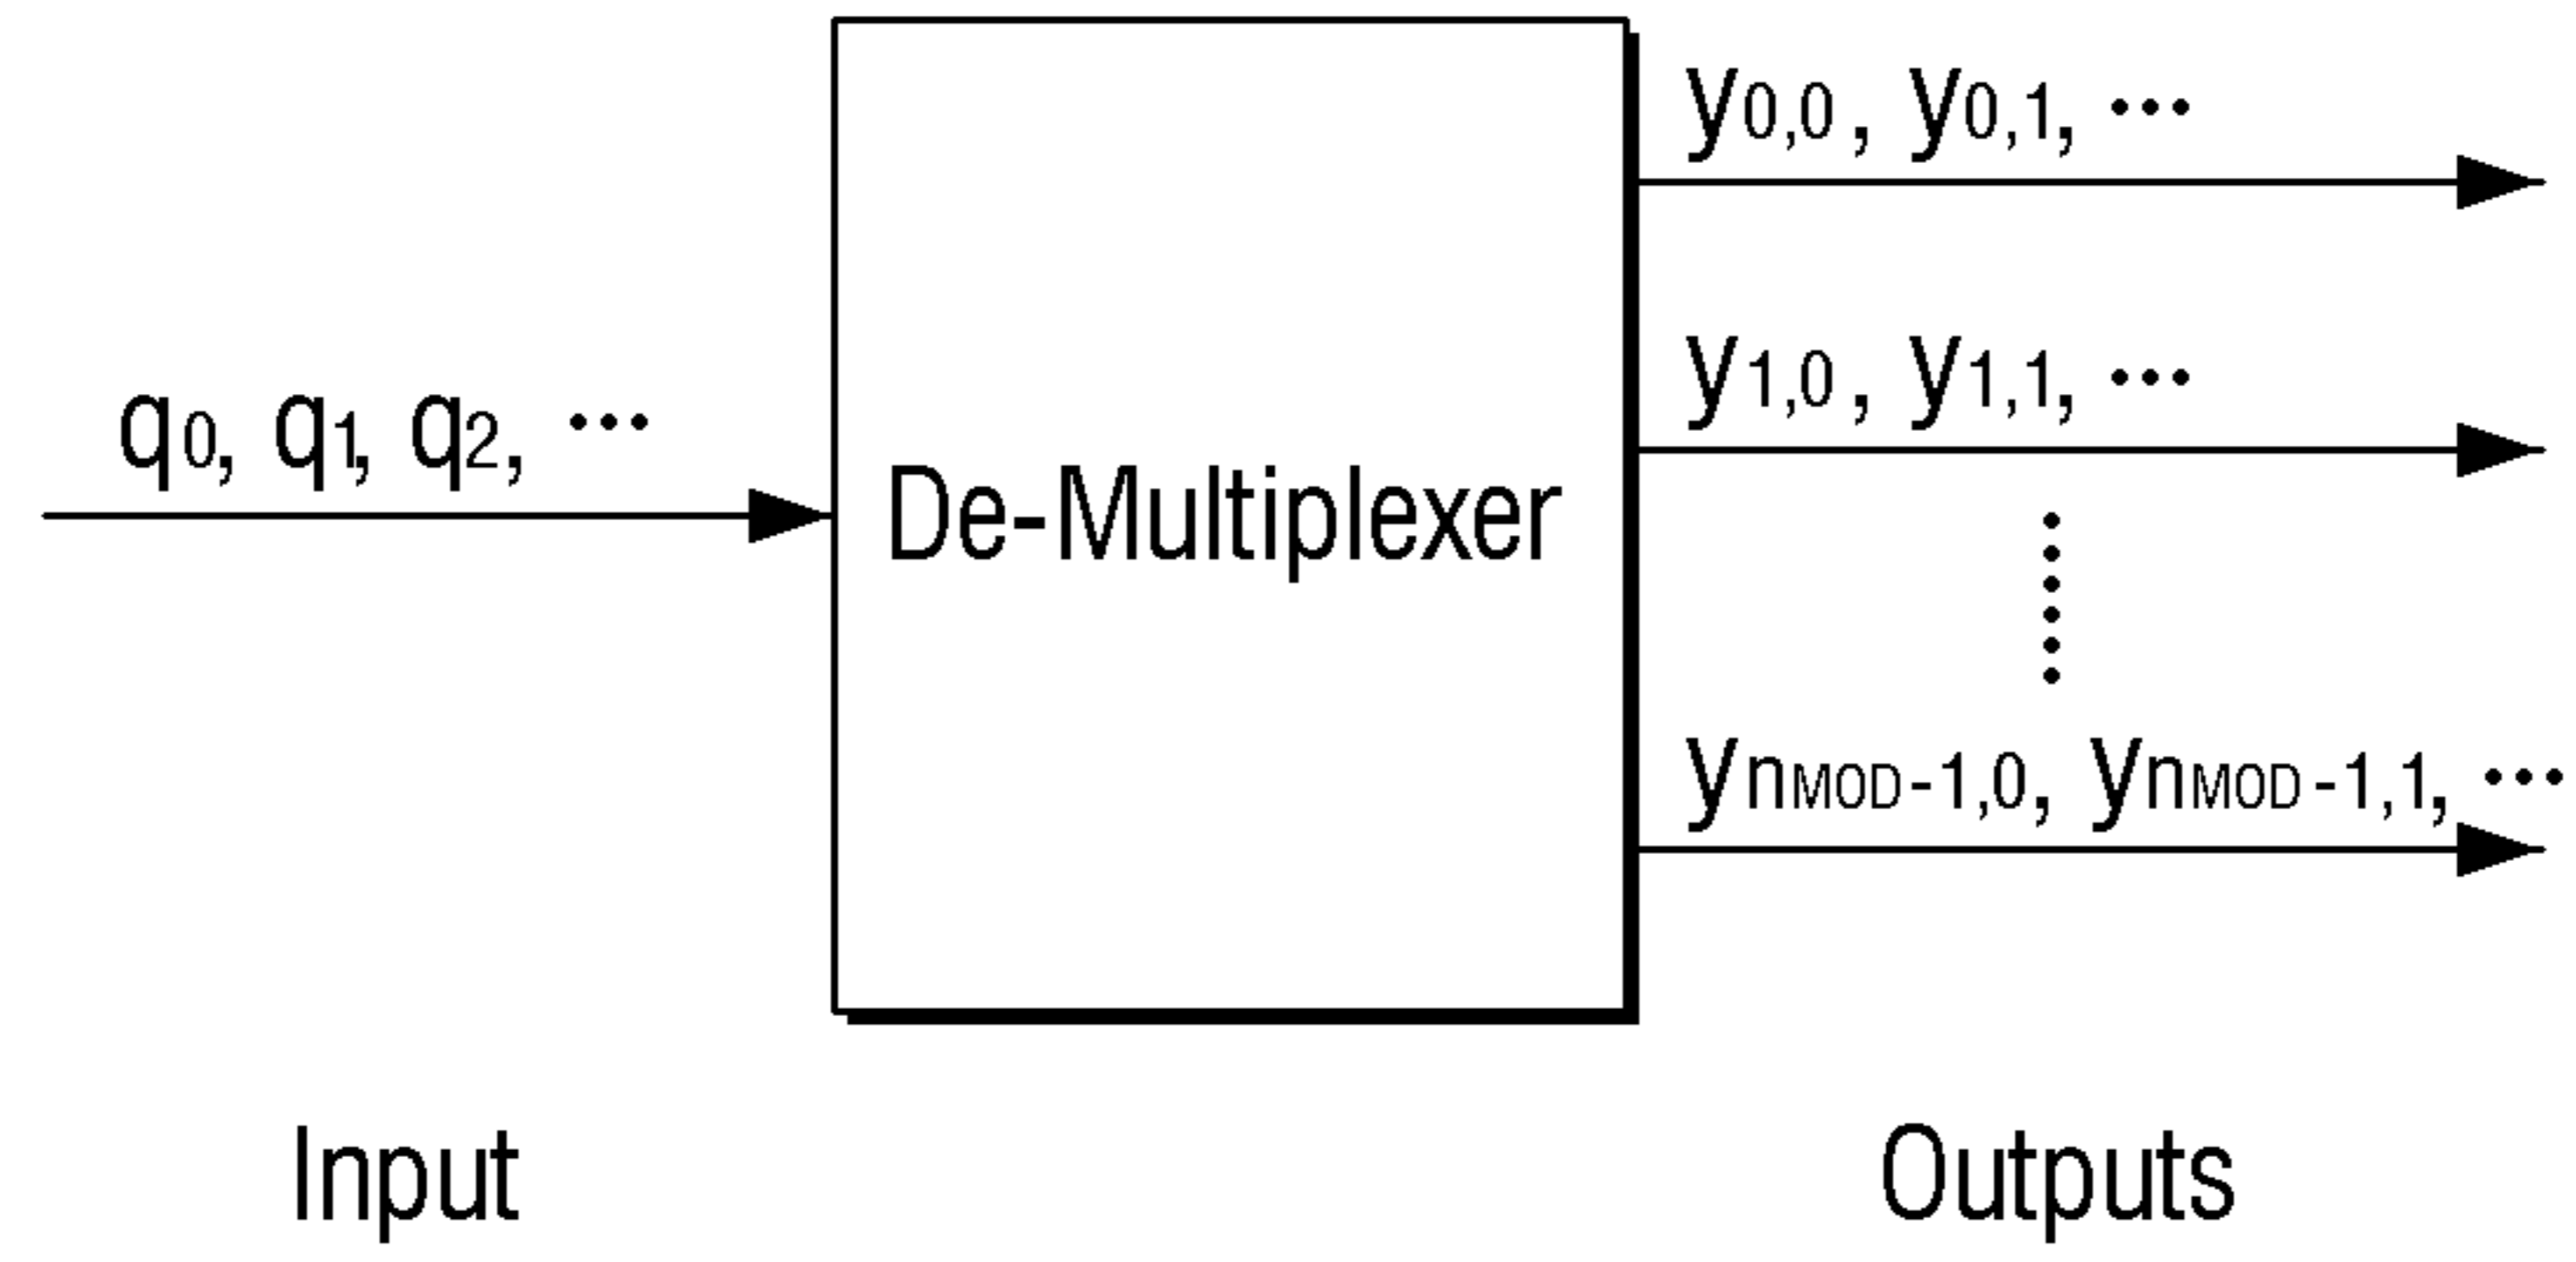 y0,0, y0,1, ···
y1,0, y1,1, ···
q0, q1, q2, ···
De-Multiplexer
ynMOD-1,0, ynMOD-1,1, ···
Input
Outputs